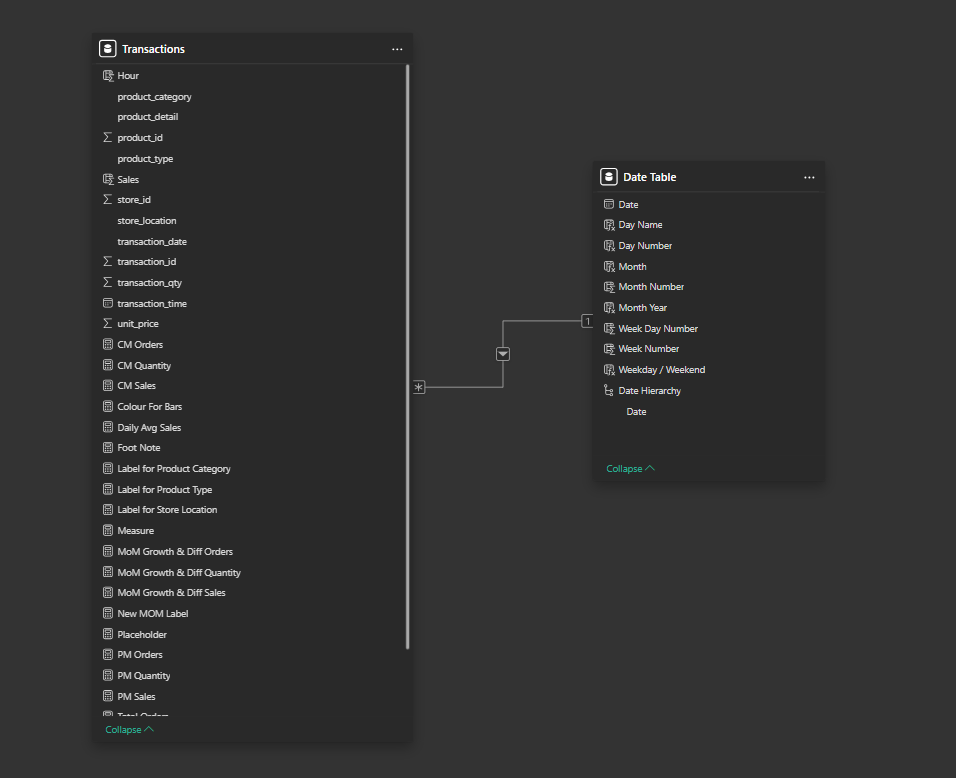 Transactions
Hour
product_category
product_detail
product_id
product_type
Sales
store_id
store_location
transaction_date
transaction_id
transaction_qty
transaction_time
unit_price
CM Orders
CM Quantity
CM Sales
Colour For Bars
Daily Avg Sales
Foot Note
Label for Product Category
Label for Product Type
Label for Store Location
Measure
MoM Growth & Diff Orders
MoM Growth & Diff Quantity
MoM Growth & Diff Sales
New MOM Label
Placeholder
PM Orders
PM Quantity
PM Sales
Total Orders
Collapse
*
1
Date Table
Date
Day Name
Day Number
Month
Month Number
Month Year
Week Day Number
Week Number
Weekday / Weekend
Date Hierarchy
Date
Collapse